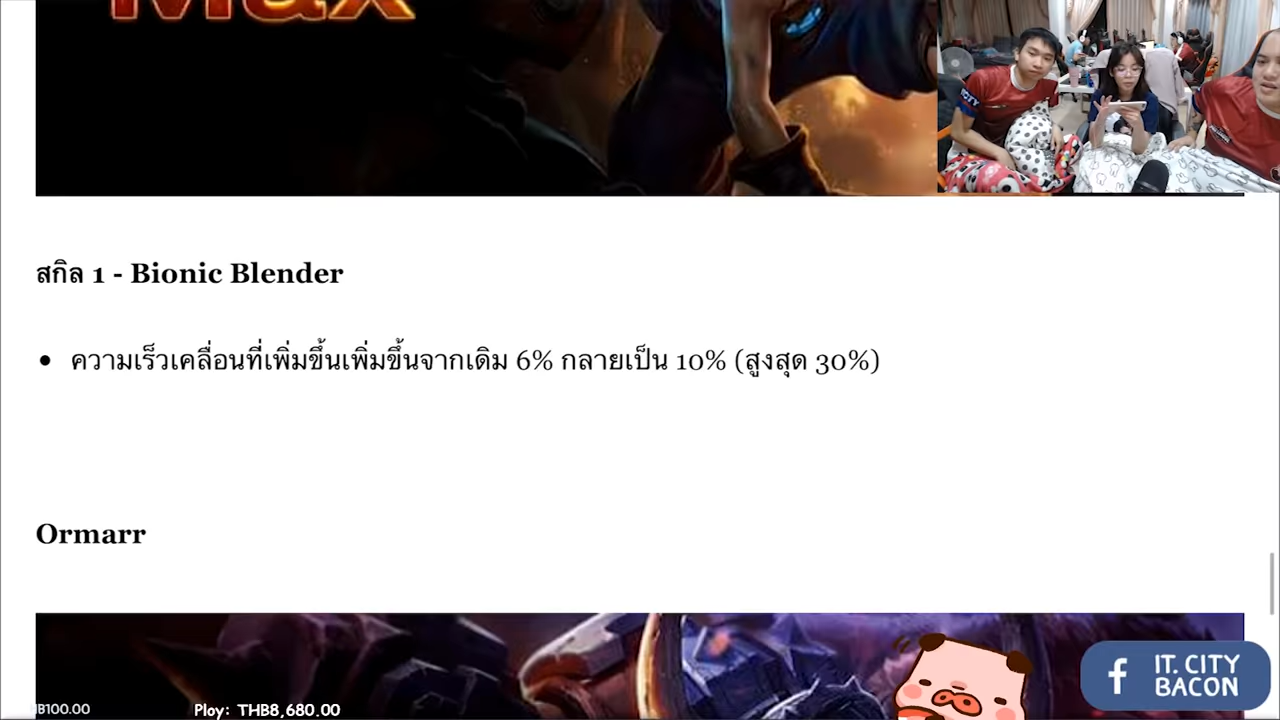 Max
สกิล 1 - Bionic Blender
• ความเร็วเคลื่อนที่เพิ่มขึ้นเพิ่มขึ้นจากเดิม 6% กลายเป็น 10% (สูงสุด 30%)
Ormarr
IT. CITY
BACON
B100.00
Ploy: THB8,680.00